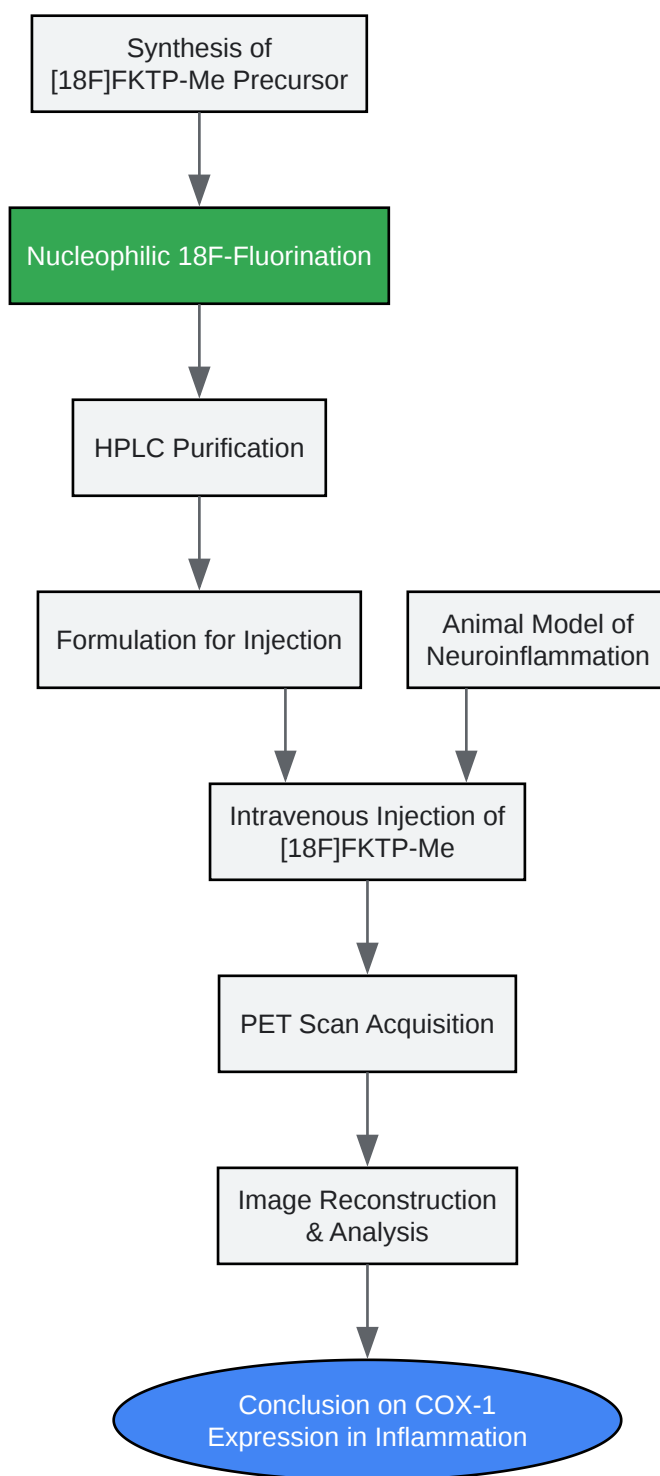 Synthesis of
[18F]FKTP-Me Precursor
Nucleophilic 18F-Fluorination
HPLC Purification
Formulation for Injection
Animal Model of
Neuroinflammation
Intravenous Injection of
[18F]FKTP-Me
PET Scan Acquisition
Image Reconstruction
& Analysis
Conclusion on COX-1
Expression in Inflammation